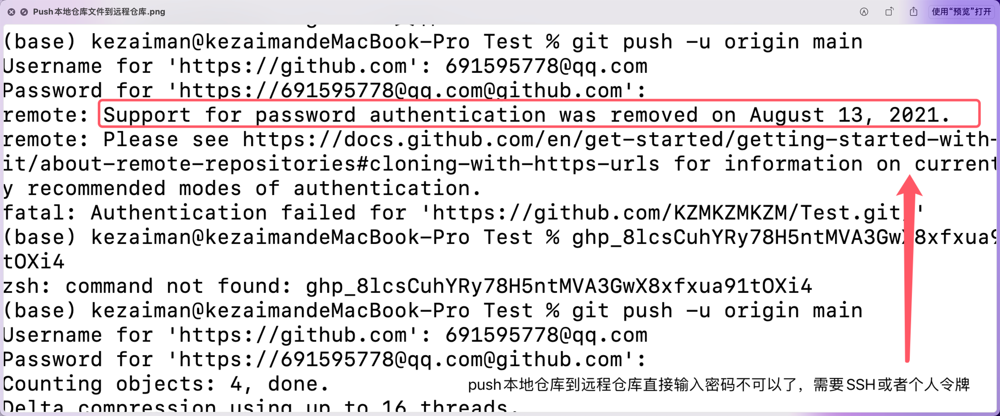 Push本地仓库文件到远程仓库.png
使用“预览”打开
(base) kezaiman@kezaimandeMacBook-Pro Test % git push -u origin main
Username for 'https://github.com': 691595778@qq.com
Password for 'https://691595778@qq.com@github.com':
remote: Support for password authentication was removed on August 13, 2021.
remote: Please see https://docs.github.com/en/get-started/getting-started-with-
it/about-remote-repositories#cloning-with-https-urls for information on current
y recommended modes of authentication.
fatal: Authentication failed for 'https://github.com/KZMKZMKZM/Test.git/'
(base) kezaiman@kezaimandeMacBook-Pro Test % ghp_8lcsCuhYRy78H5ntMVA3GwX8xfxua9
tOXi4
zsh: command not found: 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
(base) kezaiman@kezaimandeMacBook-Pro Test % git push -u origin main
Username for 'https://github.com': 691595778@qq.com
Password for 'https://691595778@qq.com@github.com':
Counting objects: 4, done.
push本地仓库到远程仓库直接输入密码不可以了，需要SSH或者个人令牌
Delta compression using up to 16 threads.